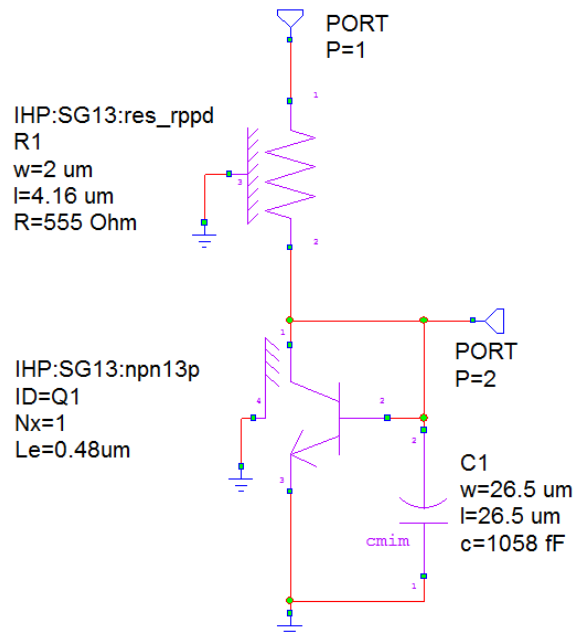 PORT
P=1
1
IHP:SG13:res_rppd
R1
w=2 um
l=4.16 um
R=555 Ohm
3
2
1
PORT
P=2
IHP:SG13:npn13p
ID=Q1
Nx=1
Le=0.48um
4
2
3
2
C1
w=26.5 um
l=26.5 um
c=1058 fF
cmim
1